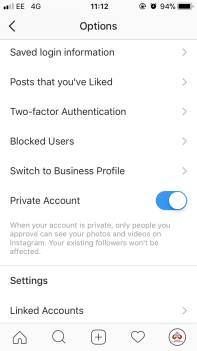 EE 4G 11:12 94%
Options
Saved login information
Posts that you've Liked
Two-factor Authentication
Blocked Users
Switch to Business Profile
Private Account
When your account is private, only people you
approve can see your photos and videos on
Instagram. Your existing followers won't be
affected.
Settings
Linked Accounts